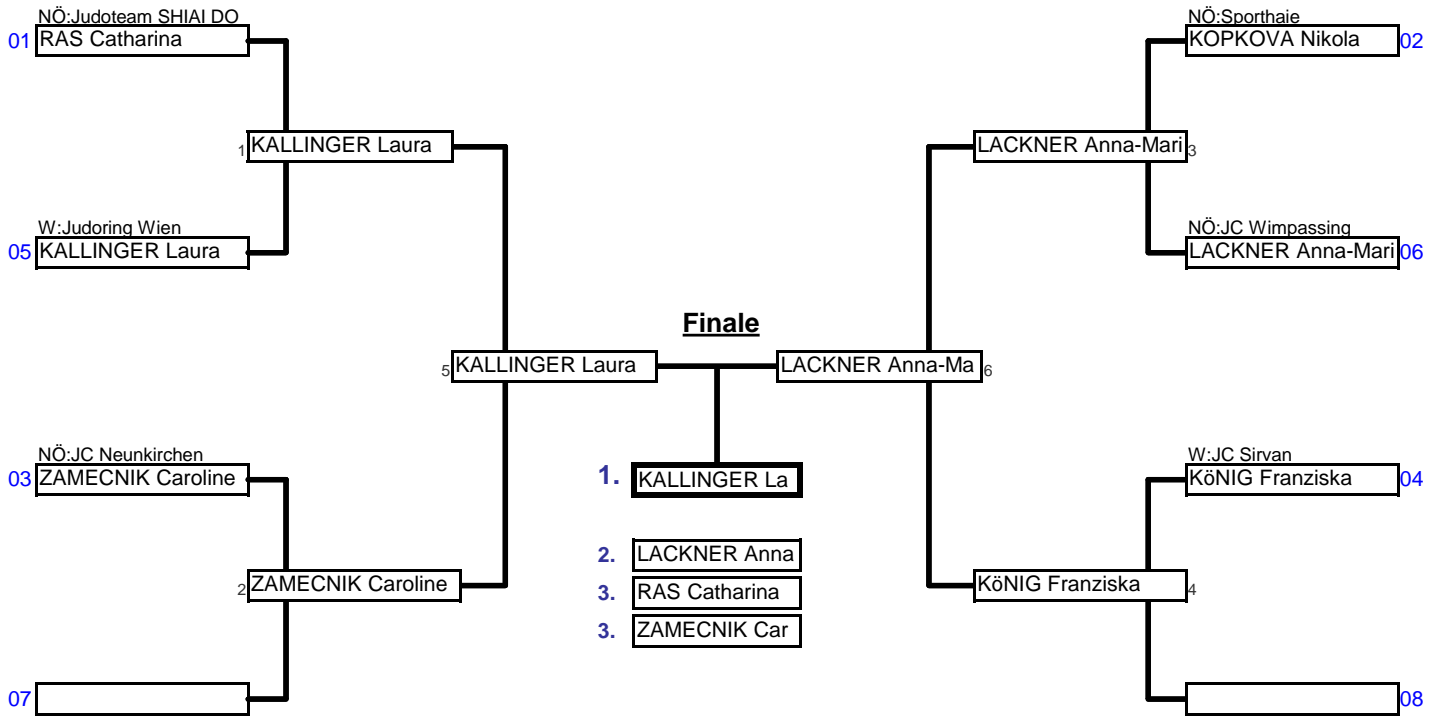 NÖ:Judoteam SHIAI DO
01 RAS Catharina
NÖ:Sporthaie
KOPKOVA Nikola 02
1 KALLINGER Laura
LACKNER Anna-Mari 3
W:Judoring Wien
05 KALLINGER Laura
NÖ:JC Wimpassing
LACKNER Anna-Mari 06
Finale
5 KALLINGER Laura
LACKNER Anna-Ma 6
NÖ:JC Neunkirchen
03 ZAMECNIK Caroline
1. KALLINGER La
W:JC Sirvan
KöNIG Franziska 04
2. LACKNER Anna
3. RAS Catharina
3. ZAMECNIK Car
2 ZAMECNIK Caroline
KöNIG Franziska 4
07
08